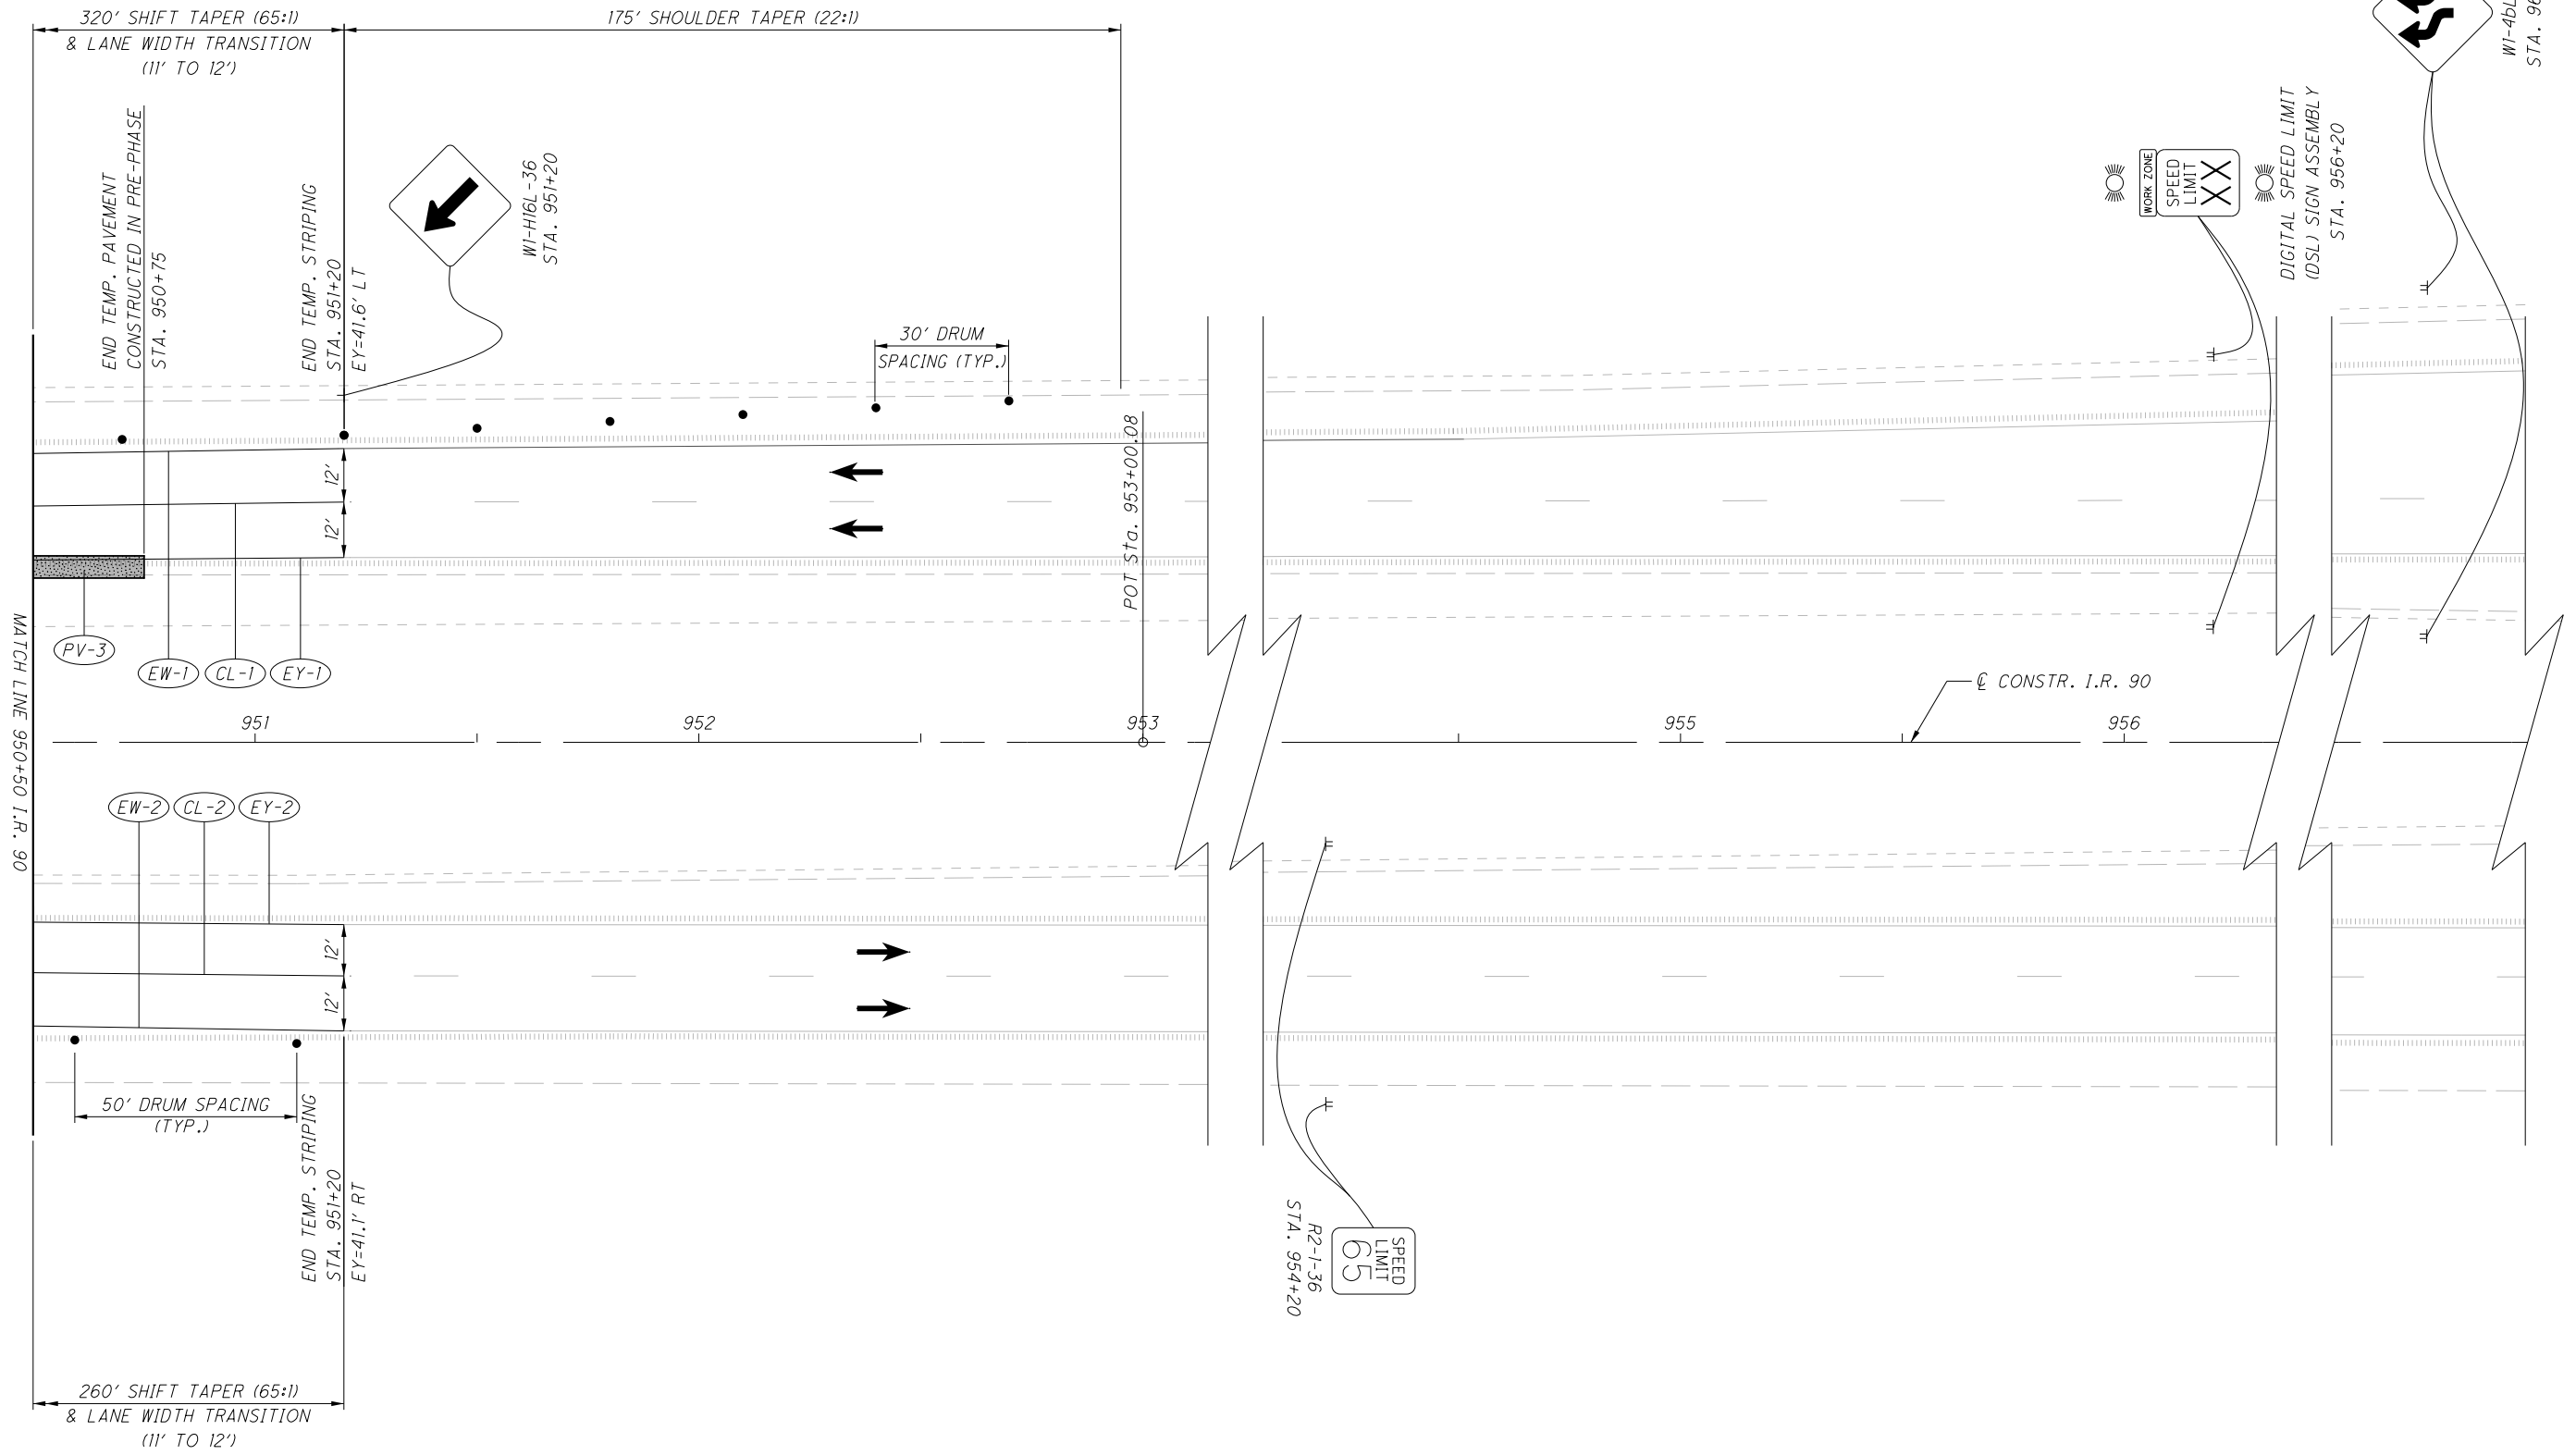 320' SHIFT TAPER (65:1)
& LANE WIDTH TRANSITION
(11' TO 12')
175' SHOULDER TAPER (22:1)
END TEMP. PAVEMENT
CONSTRUCTED IN PRE-PHASE
STA. 950+75
END TEMP. STRIPING
STA. 951+20
EY=41.6' LT
W1-H16L-36
STA. 951+20
30' DRUM
SPACING (TYP.)
WORK ZONE
SPEED
LIMIT
XX
DIGITAL SPEED LIMIT
(DSL) SIGN ASSEMBLY
STA. 956+20
W1-4bL
STA. 96
12'
12'
POT Sta. 953+00.08
PV-3
EW-1
CL-1
EY-1
MATCH LINE 950+50 I.R. 90
951
952
953
955
956
℄ CONSTR. I.R. 90
EW-2
CL-2
EY-2
12'
12'
50' DRUM SPACING
(TYP.)
END TEMP. STRIPING
STA. 951+20
EY=41.1' RT
SPEED
LIMIT
65
R2-1-36
STA. 954+20
260' SHIFT TAPER (65:1)
& LANE WIDTH TRANSITION
(11' TO 12')